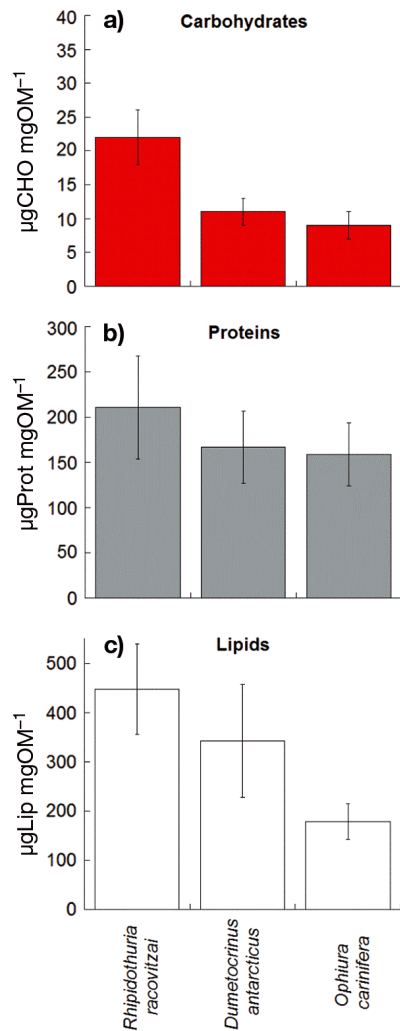 a) Carbohydrates
40
35
30
25
20
15
10
5
0
µgCHO mgOM⁻¹
b) Proteins
300
250
200
150
100
50
0
µgProt mgOM⁻¹
c) Lipids
500
400
300
200
100
0
µgLip mgOM⁻¹
Rhipidothuria
racovitzai
Dumetocrinus
antarcticus
Ophiura
carinifera